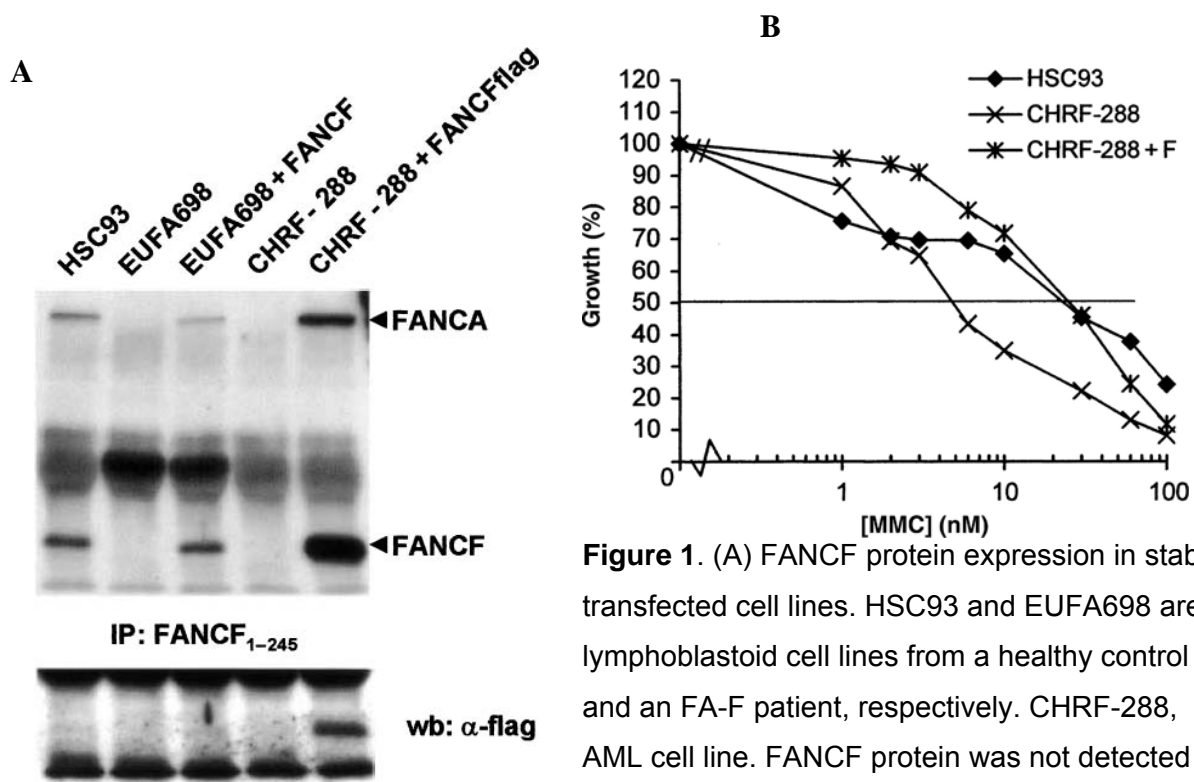 A
HSC93
EUFA698
EUFA698 + FANCF
CHRF - 288
CHRF - 288 + FANCFflag
FANCA
FANCF
IP: FANCF1–245
wb: α-flag
B
120
110
100
90
80
70
60
50
40
30
20
10
0
1
10
100
Growth (%)
[MMC] (nM)
HSC93
CHRF-288
CHRF-288 + F
Figure 1. (A) FANCF protein expression in stab
transfected cell lines. HSC93 and EUFA698 are
lymphoblastoid cell lines from a healthy control
and an FA-F patient, respectively. CHRF-288,
AML cell line. FANCF protein was not detected